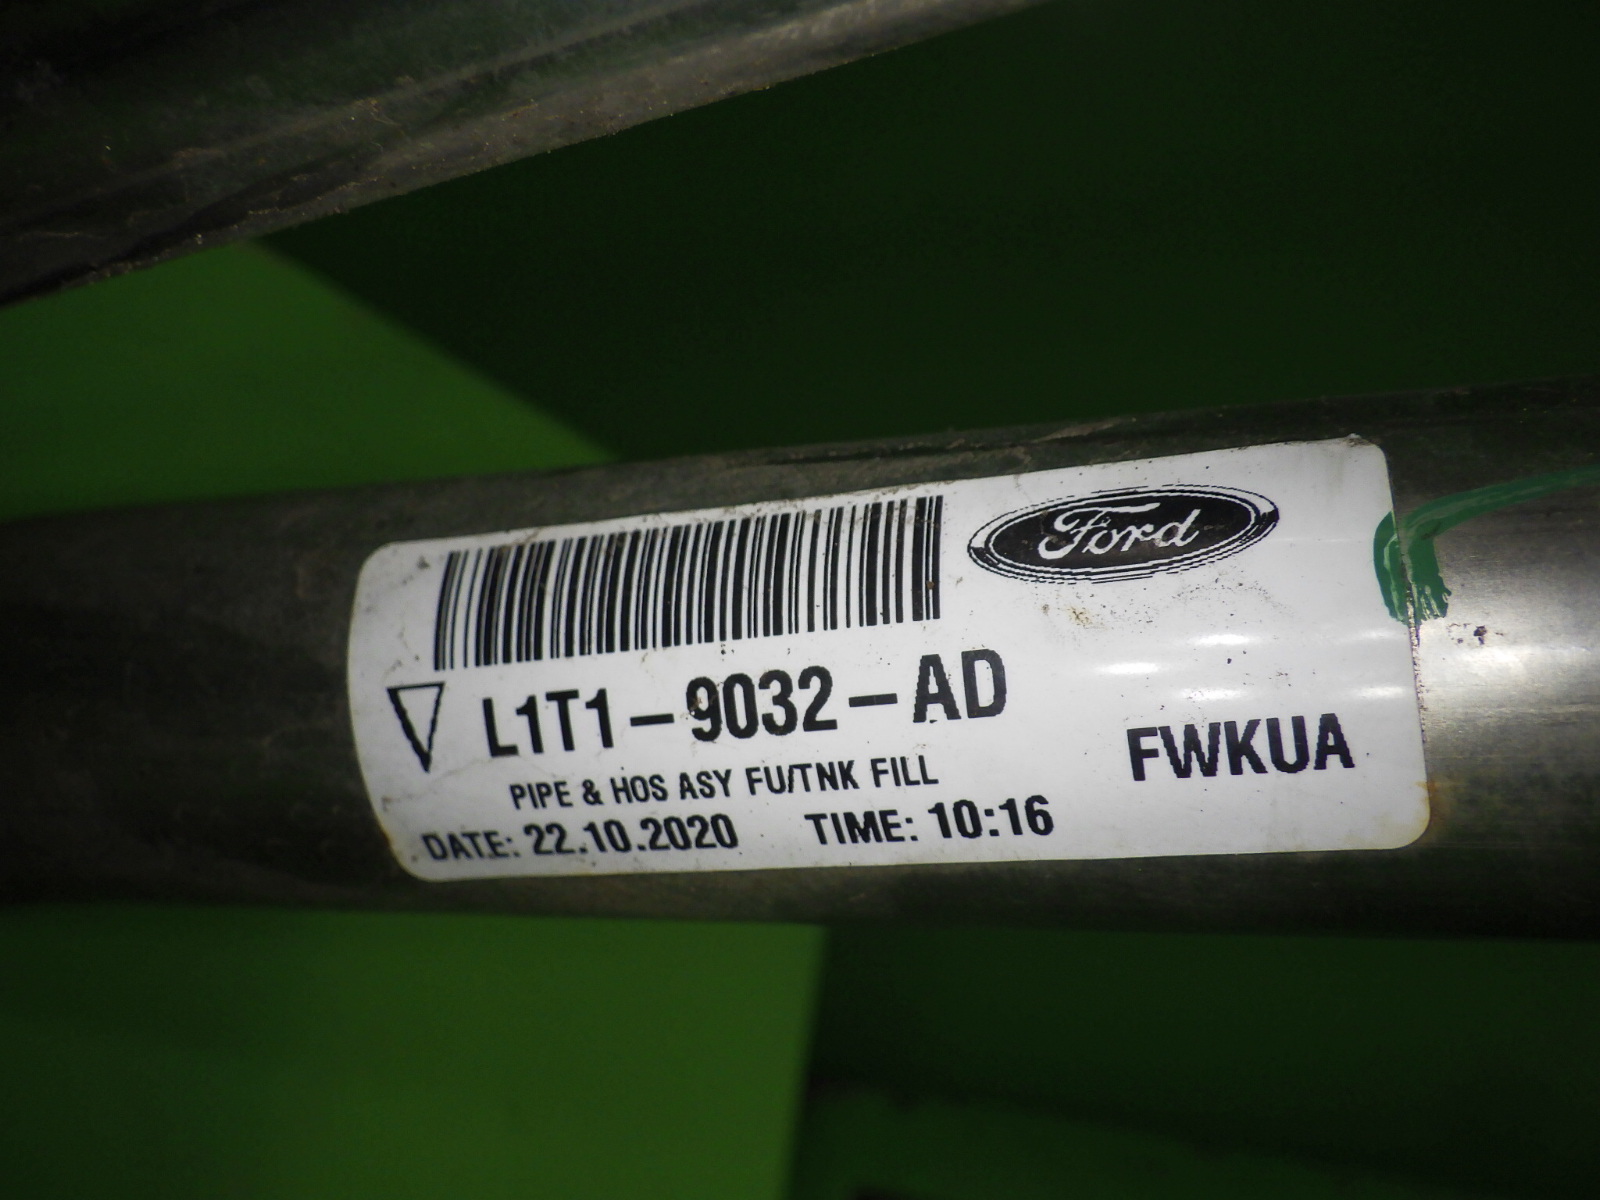 Ford
L1T1-9032-AD
PIPE & HOS ASY FU/TNK FILL
FWKUA
DATE: 22.10.2020 TIME: 10:16